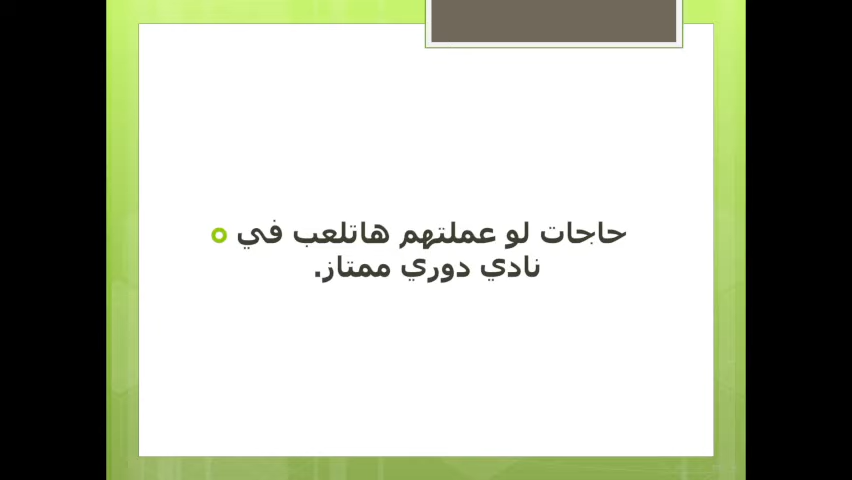 حاجات لو عملتهم هاتلعب في
نادي دوري ممتاز.